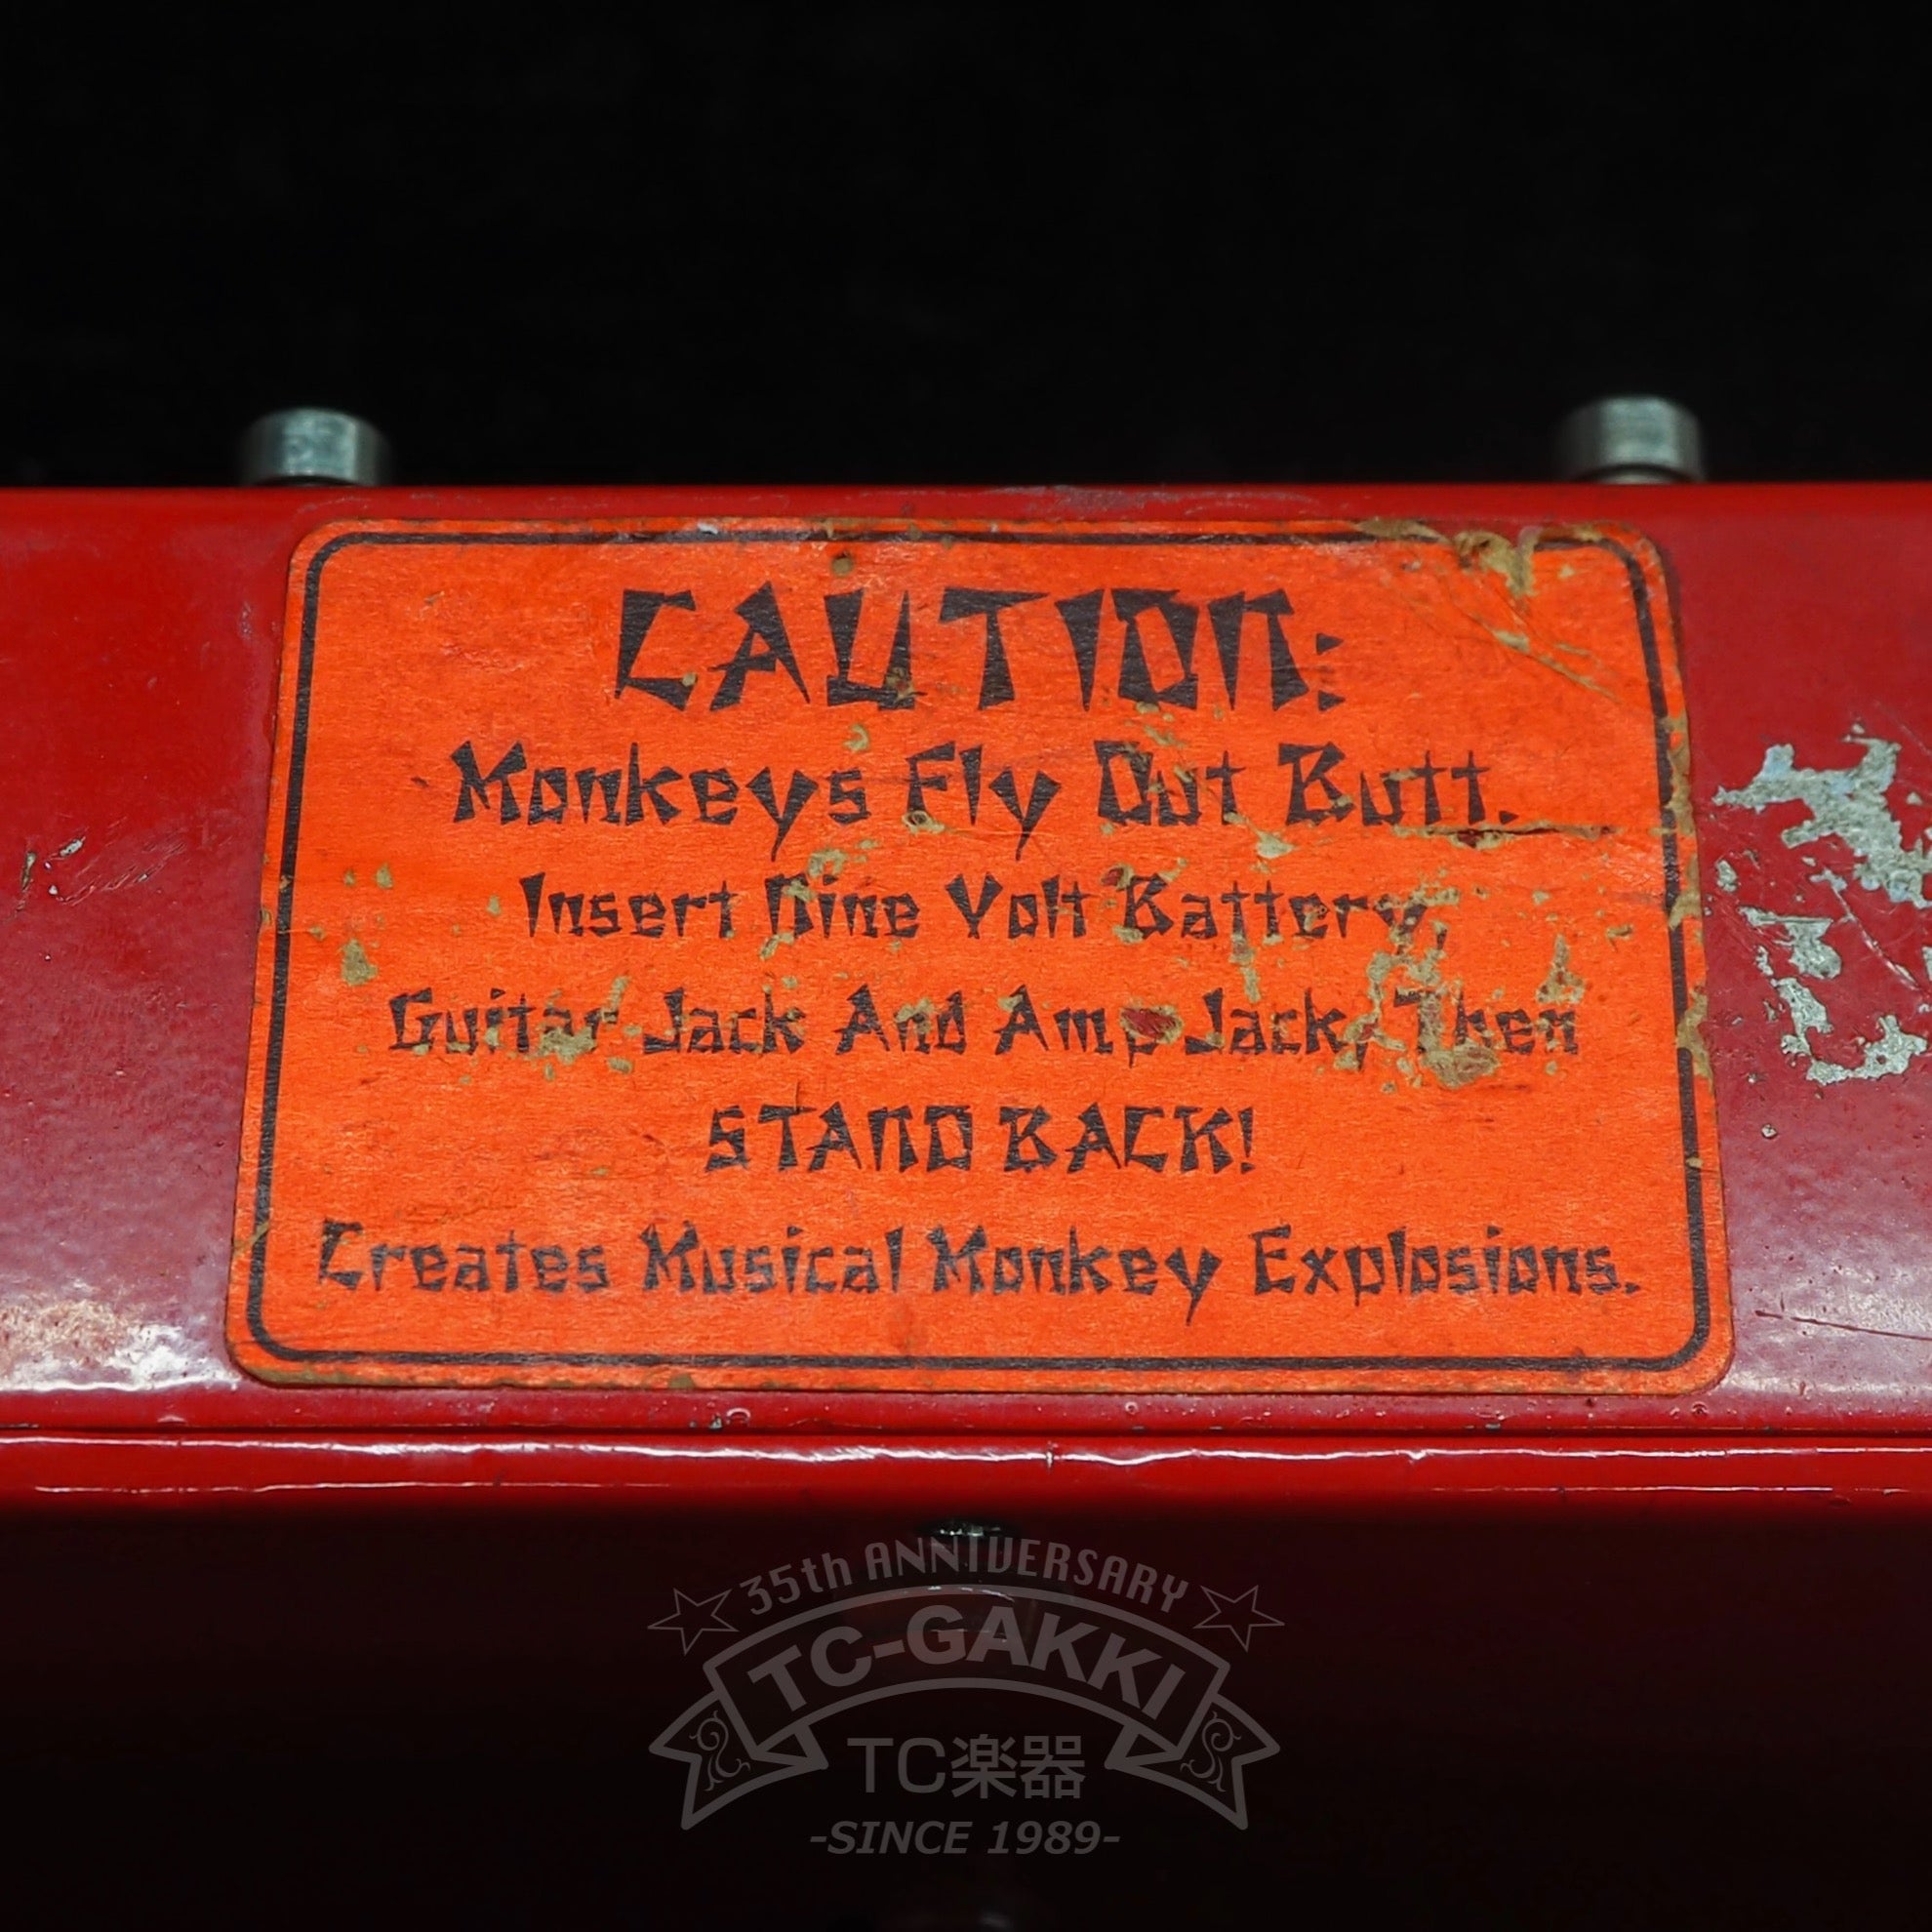 CAUTION:
Monkeys Fly Out Butt.
Insert Nine Volt Battery,
Guitar Jack And Amp Jack, Then
STAND BACK!
Creates Musical Monkey Explosions.
35th ANNIVERSARY
TC-GAKKI
TC楽器
-SINCE 1989-